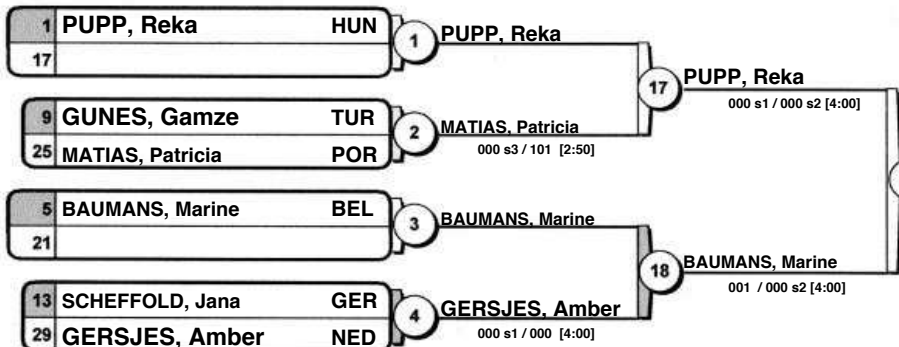 1 PUPP, Reka HUN
17
9 GUNES, Gamze TUR
25 MATIAS, Patricia POR
5 BAUMANS, Marine BEL
21
13 SCHEFFOLD, Jana GER
29 GERSJES, Amber NED
1 PUPP, Reka
2 MATIAS, Patricia
000 s3 / 101 [2:50]
3 BAUMANS, Marine
4 GERSJES, Amber
000 s1 / 000 [4:00]
17 PUPP, Reka
000 s1 / 000 s2 [4:00]
18 BAUMANS, Marine
001 / 000 s2 [4:00]